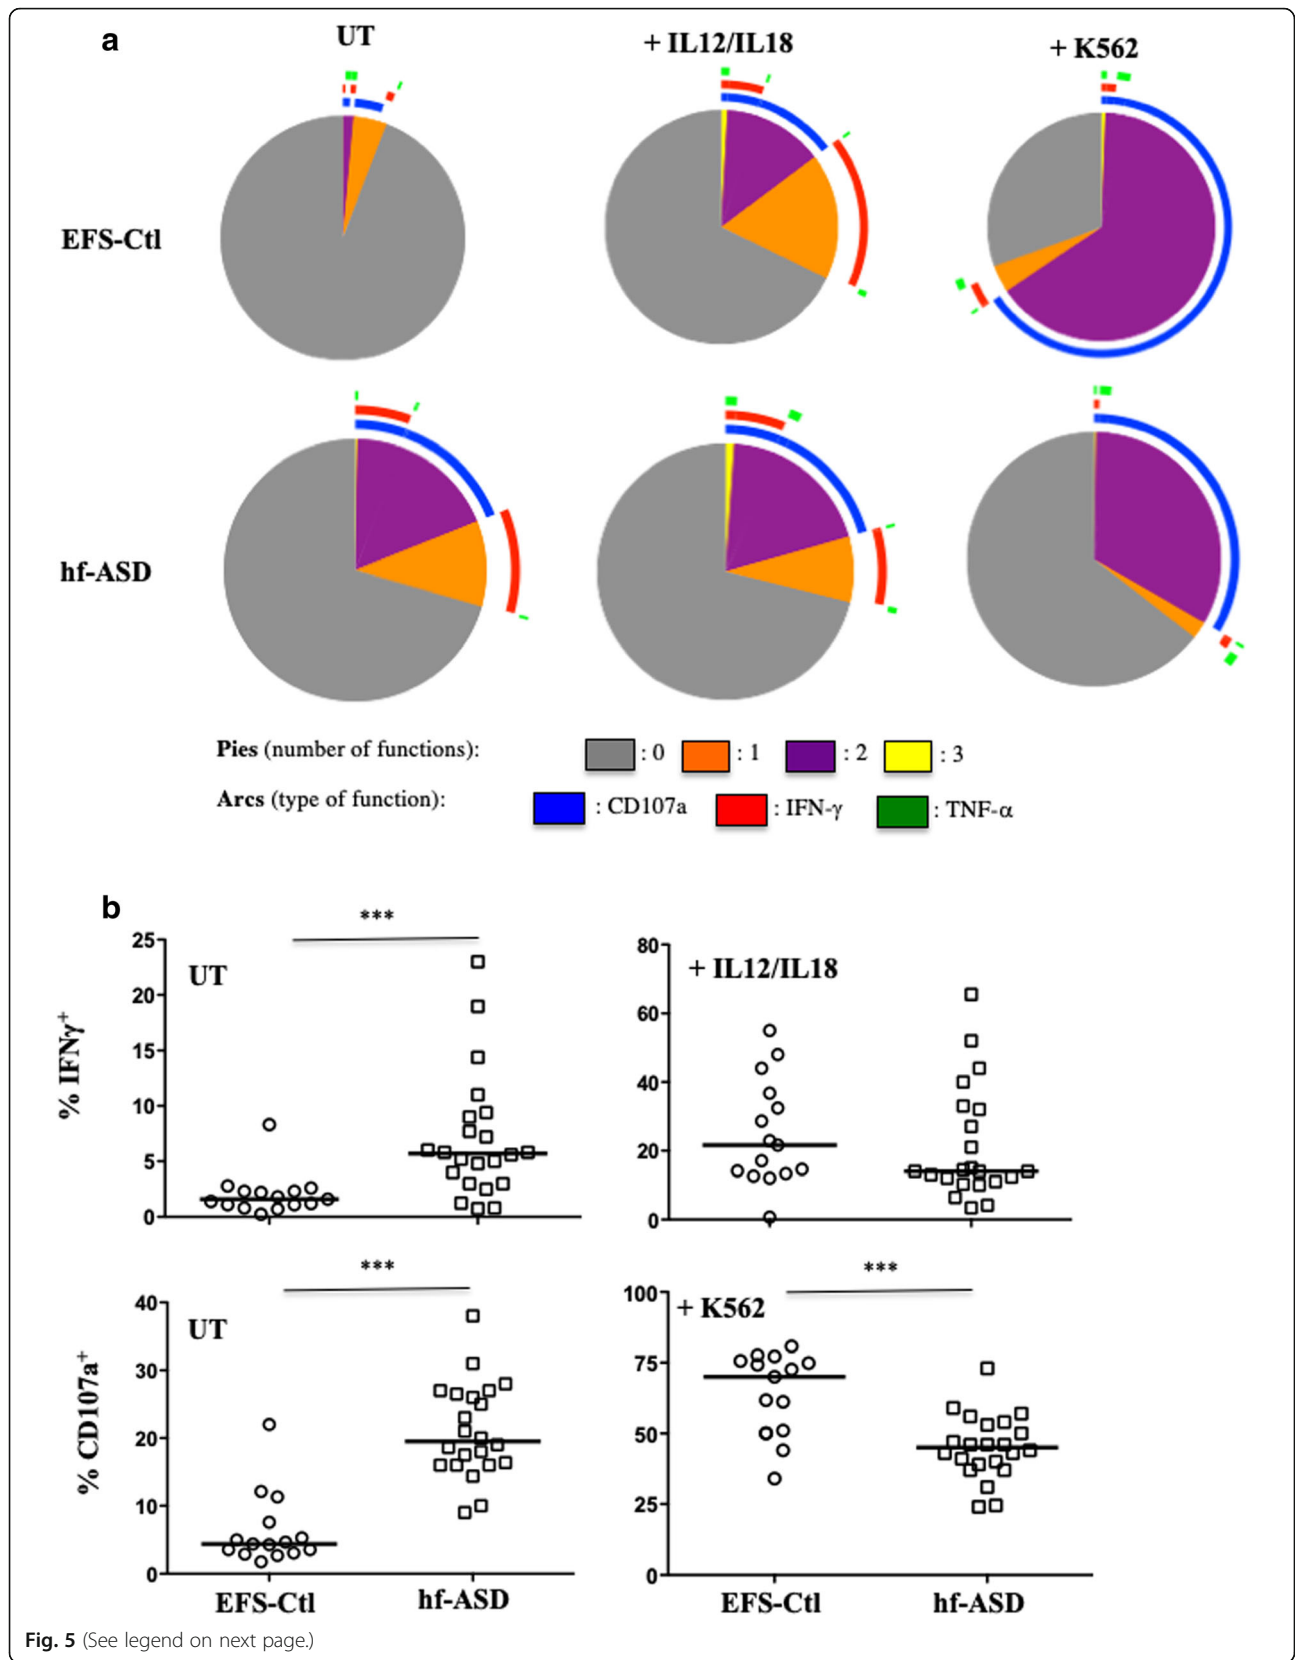 a
UT
+ IL12/IL18
+ K562
EFS-Ctl
hf-ASD
Pies (number of functions): : 0 : 1 : 2 : 3
Arcs (type of function): : CD107a : IFN-γ : TNF-α
b
***
25
20
15
10
5
0
UT
% IFNγ+
80
60
40
20
0
+ IL12/IL18
***
40
30
20
10
0
UT
% CD107a+
EFS-Ctl
hf-ASD
***
100
75
50
25
0
+ K562
EFS-Ctl
hf-ASD
Fig. 5 (See legend on next page.)